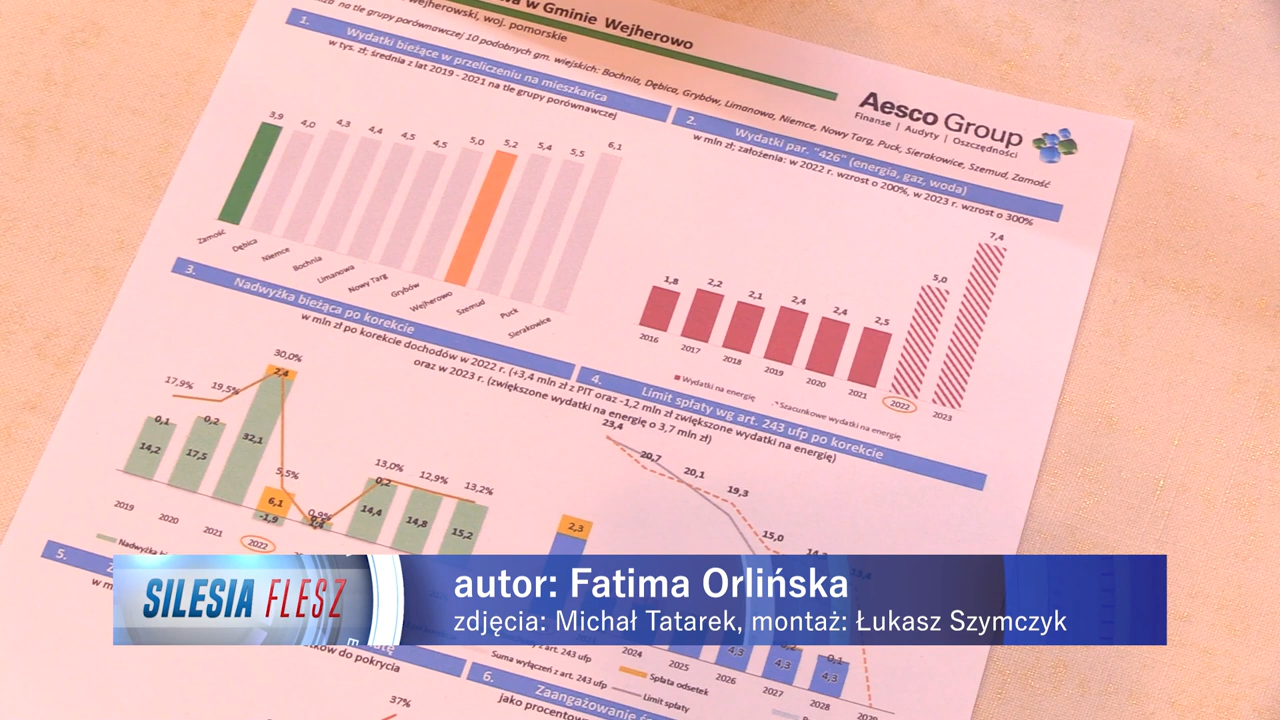 w Gminie Wejherowo
wejherowski, woj. pomorskie
na tle grupy porównawczej 10 podobnych gm. wiejskich: Bochnia, Dębica, Grybów, Limanowa, Niemce, Nowy Targ, Puck, Sierakowice, Szemud, Zamość
Aesco Group
Finanse | Audyty | Oszczędności
1. Wydatki bieżące w przeliczeniu na mieszkańca
w tys. zł; średnia z lat 2019 - 2021 na tle grupy porównawczej
3,9 4,0 4,3 4,4 4,5 4,5 5,0 5,2 5,4 5,5 6,1
Zamość Dębica Niemce Bochnia Limanowa Nowy Targ Grybów Wejherowo Szemud Puck Sierakowice
2. Wydatki par. "426" (energia, gaz, woda)
w mln zł; założenia: w 2022 r. wzrost o 200%, w 2023 r. wzrost o 300%
1,8 2,2 2,1 2,4 2,4 2,5 5,0 7,4
2016 2017 2018 2019 2020 2021 2022 2023
Wydatki na energię Szacunkowe wydatki na energię
3. Nadwyżka bieżąca po korekcie
w mln zł po korekcie dochodów w 2022 r. (+3,4 mln zł z PIT oraz -1,2 mln zł zwiększone wydatki na energię)
oraz w 2023 r. (zwiększone wydatki na energię o 3,7 mln zł)
17,9% 19,5% 30,0% 5,5% 0,9% 13,0% 12,9% 13,2%
0,1 0,2 2,4 6,1 0,2
14,2 17,5 32,1 -1,9 14,4 14,8 15,2
2019 2020 2021 2022
4. Limit spłaty wg art. 243 ufp po korekcie
23,4 20,7 20,1 19,3 15,0
2,3
4,3 4,3 0,1 4,3
2024 2025 2026 2027 2028 2029
Suma wyłączeń z art. 243 ufp Spłata odsetek Limit spłaty
5.
do pokrycia
37%
6. Zaangażowanie
jako procentow
SILESIA FLESZ
autor: Fatima Orlińska
zdjęcia: Michał Tatarek, montaż: Łukasz Szymczyk